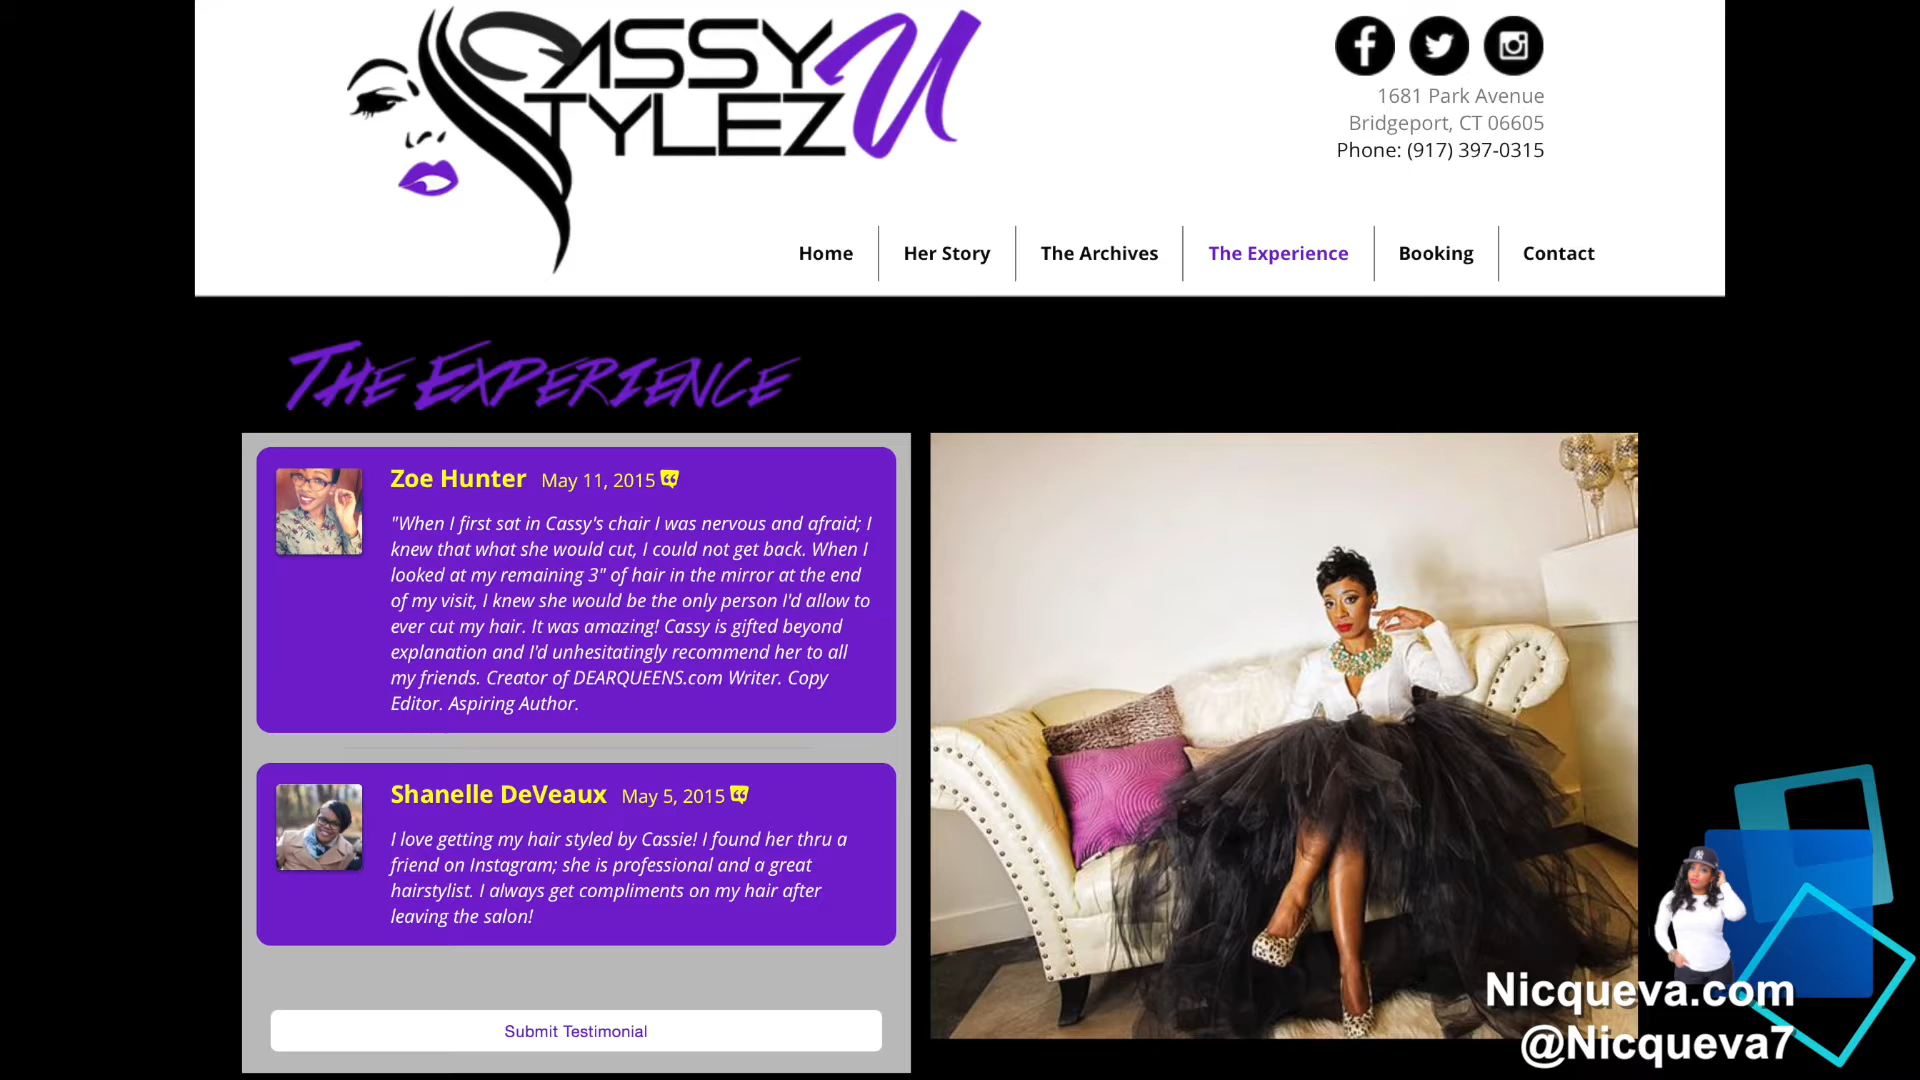 CASSY U
STYLEZ
1681 Park Avenue
Bridgeport, CT 06605
Phone: (917) 397-0315
Home
Her Story
The Archives
The Experience
Booking
Contact
THE EXPERIENCE
Zoe Hunter May 11, 2015
"When I first sat in Cassy's chair I was nervous and afraid; I
knew that what she would cut, I could not get back. When I
looked at my remaining 3" of hair in the mirror at the end
of my visit, I knew she would be the only person I'd allow to
ever cut my hair. It was amazing! Cassy is gifted beyond
explanation and I'd unhesitatingly recommend her to all
my friends. Creator of DEARQUEENS.com Writer. Copy
Editor. Aspiring Author.
Shanelle DeVeaux May 5, 2015
I love getting my hair styled by Cassie! I found her thru a
friend on Instagram; she is professional and a great
hairstylist. I always get compliments on my hair after
leaving the salon!
Submit Testimonial
Nicqueva.com
@Nicqueva7